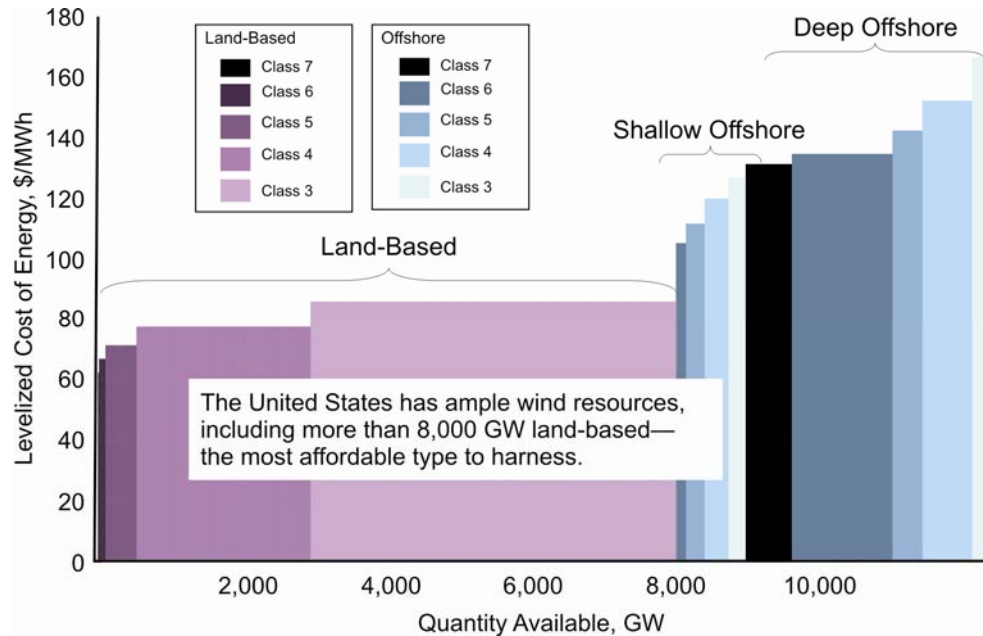 180
160
140
120
100
80
60
40
20
0
Levelized Cost of Energy, $/MWh
Land-Based
Class 7
Class 6
Class 5
Class 4
Class 3
Offshore
Class 7
Class 6
Class 5
Class 4
Class 3
Deep Offshore
Shallow Offshore
Land-Based
The United States has ample wind resources,
including more than 8,000 GW land-based—
the most affordable type to harness.
2,000
4,000
6,000
8,000
10,000
Quantity Available, GW